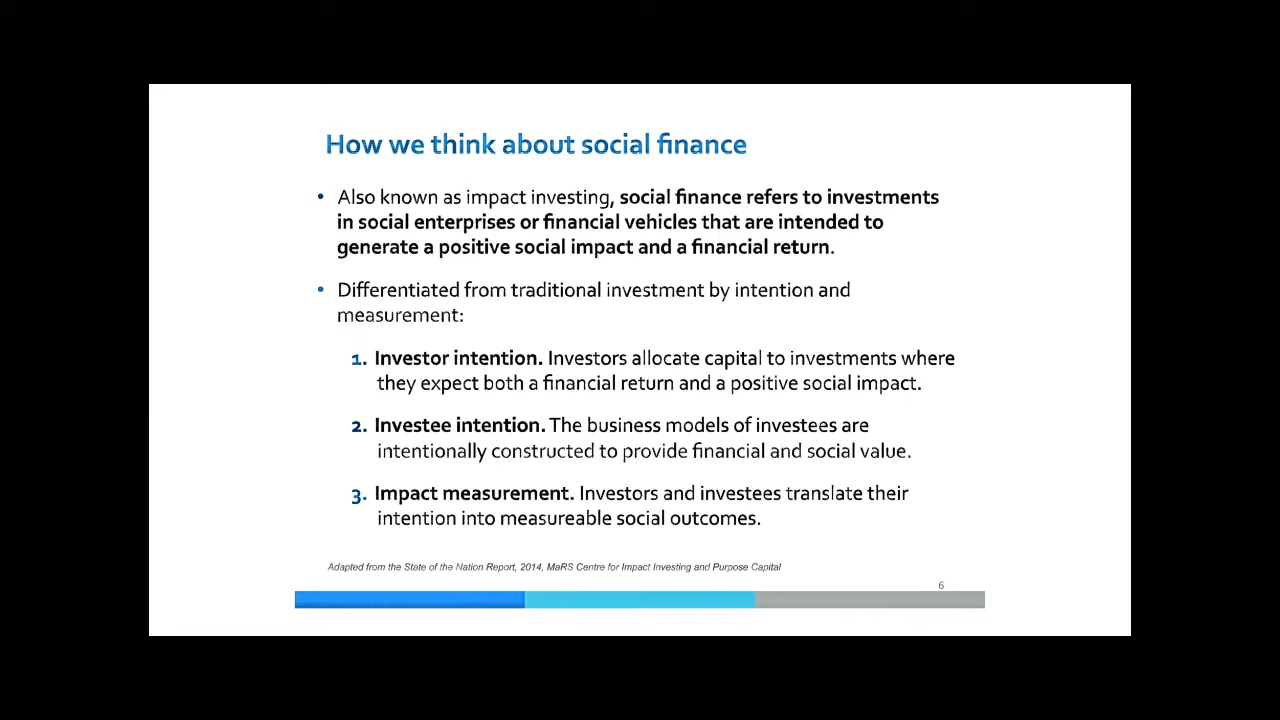 How we think about social finance
• Also known as impact investing, social finance refers to investments
in social enterprises or financial vehicles that are intended to
generate a positive social impact and a financial return.
• Differentiated from traditional investment by intention and
measurement:
1. Investor intention. Investors allocate capital to investments where
they expect both a financial return and a positive social impact.
2. Investee intention. The business models of investees are
intentionally constructed to provide financial and social value.
3. Impact measurement. Investors and investees translate their
intention into measureable social outcomes.
Adapted from the State of the Nation Report, 2014, MaRS Centre for Impact Investing and Purpose Capital
6